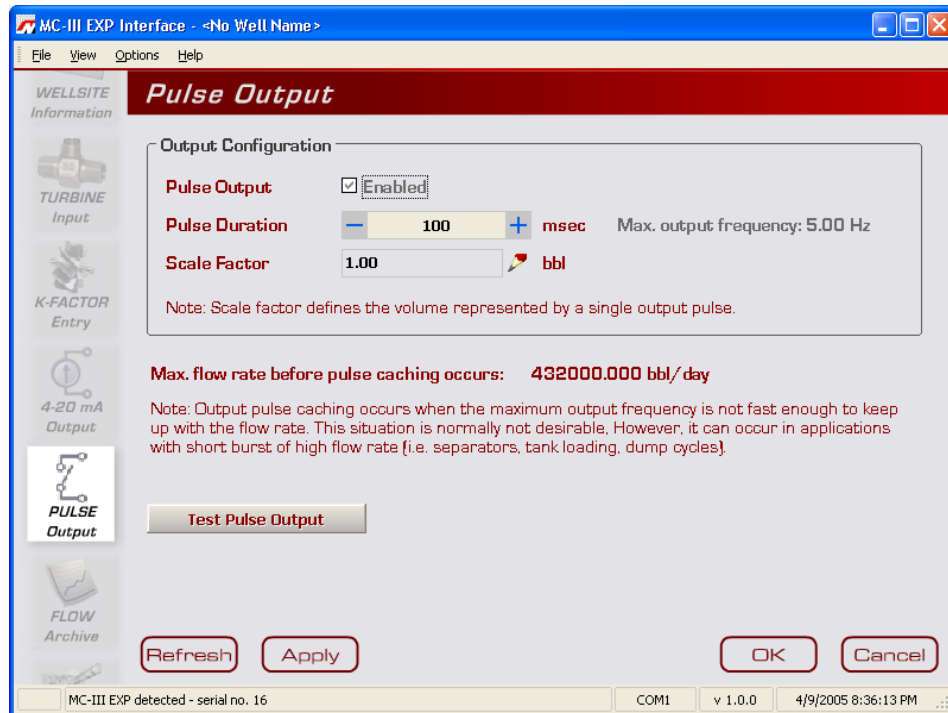 MC-III EXP Interface - <No Well Name>
File View Options Help
WELLSITE
Information
TURBINE
Input
K-FACTOR
Entry
4-20 mA
Output
PULSE
Output
FLOW
Archive
Pulse Output
Output Configuration
Pulse Output Enabled
Pulse Duration − 100 + msec Max. output frequency: 5.00 Hz
Scale Factor 1.00 bbl
Note: Scale factor defines the volume represented by a single output pulse.
Max. flow rate before pulse caching occurs: 432000.000 bbl/day
Note: Output pulse caching occurs when the maximum output frequency is not fast enough to keep
up with the flow rate. This situation is normally not desirable, However, it can occur in applications
with short burst of high flow rate (i.e. separators, tank loading, dump cycles).
Test Pulse Output
Refresh Apply OK Cancel
MC-III EXP detected - serial no. 16 COM1 v 1.0.0 4/9/2005 8:36:13 PM